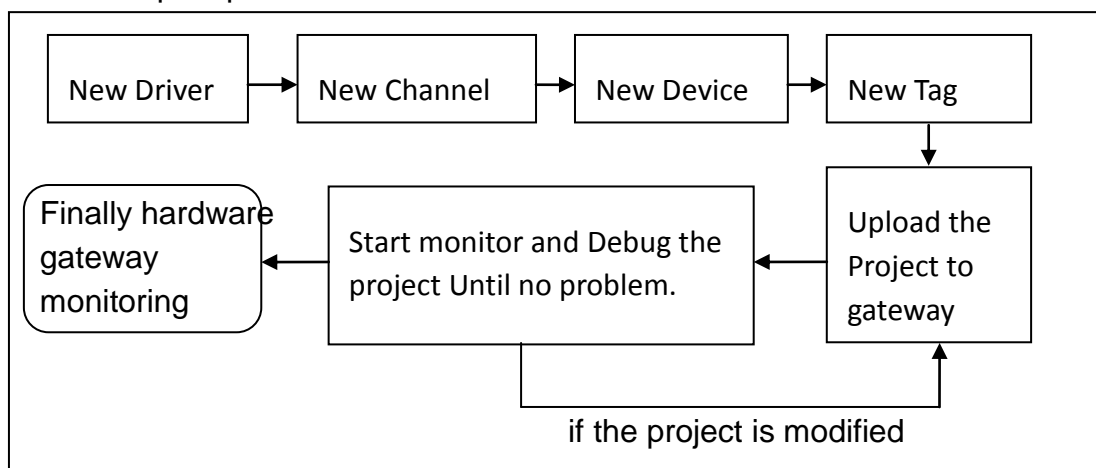 New Driver
New Channel
New Device
New Tag
Finally hardware
gateway
monitoring
Start monitor and Debug the
project Until no problem.
Upload the
Project to
gateway
if the project is modified